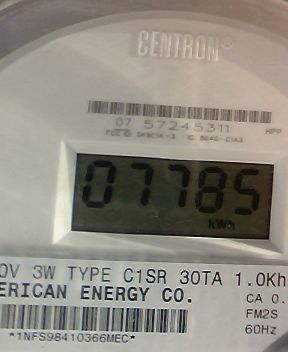 CENTRON®
07 57245311 HPP
07785
kWh
0V 3W TYPE C1SR 30TA 1.0Kh
ERICAN ENERGY CO.
CA 0.
FM2S
60Hz
*1NFS98410366MEC*